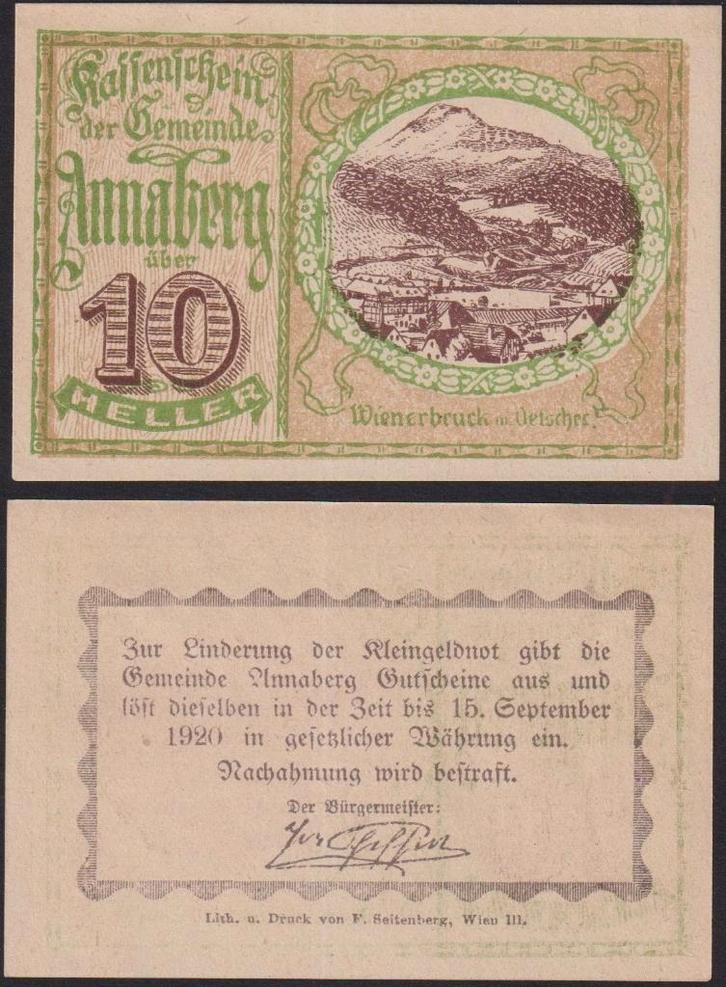 Kassenschein
der Gemeinde
Annaberg
über
10
HELLER
Wienerbruck m. Oetscher.
Zur Linderung der Kleingeldnot gibt die
Gemeinde Annaberg Gutscheine aus und
löst dieselben in der Zeit bis 15. September
1920 in gesetzlicher Währung ein.
Nachahmung wird bestraft.
Der Bürgermeister:
Lith. u. Druck von F. Seitenberg, Wien III.